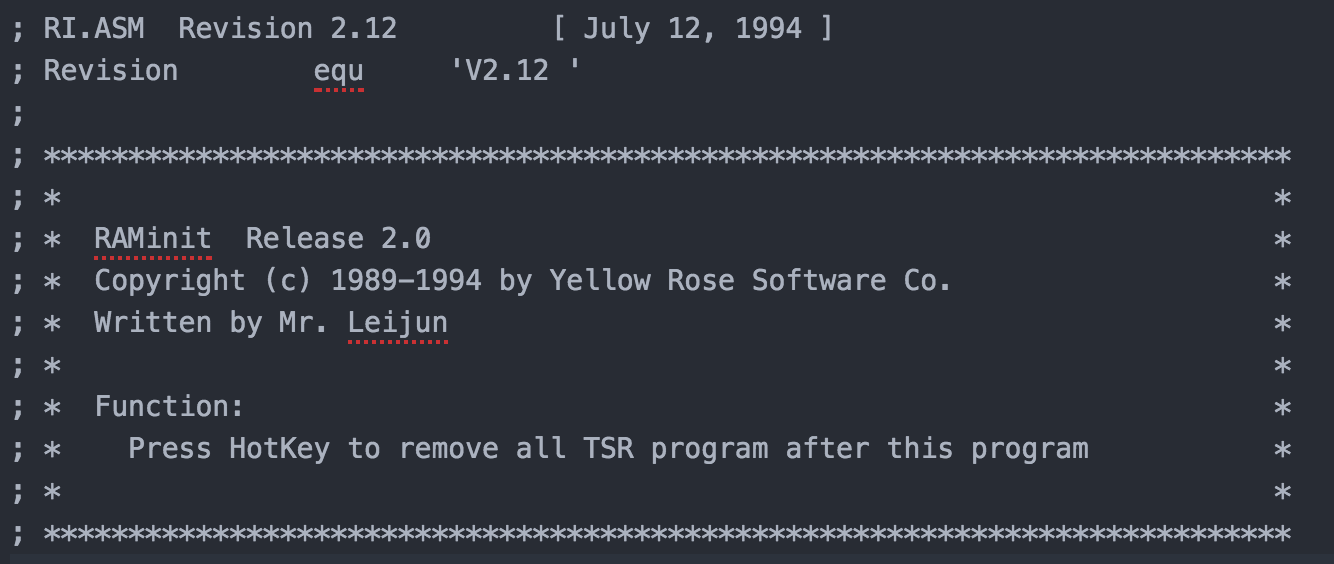 ; RI.ASM  Revision 2.12         [ July 12, 1994 ]
; Revision        equ     'V2.12 '
;
; **************************************************************************
; *                                                                        *
; *  RAMinit  Release 2.0                                                  *
; *  Copyright (c) 1989-1994 by Yellow Rose Software Co.                   *
; *  Written by Mr. Leijun                                                 *
; *                                                                        *
; *  Function:                                                             *
; *    Press HotKey to remove all TSR program after this program           *
; *                                                                        *
; **************************************************************************